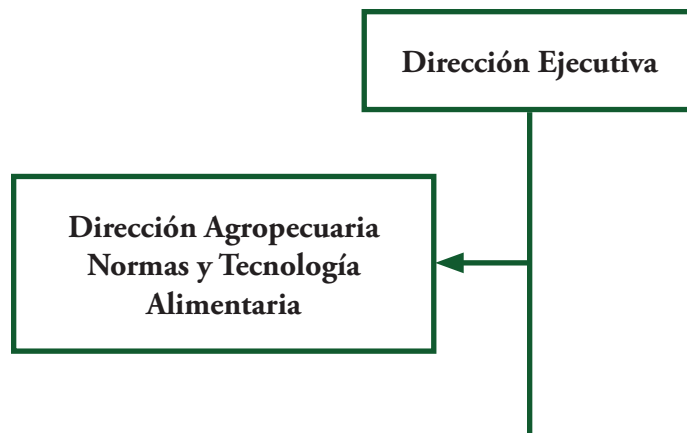 Dirección Ejecutiva
Dirección Agropecuaria
Normas y Tecnología
Alimentaria